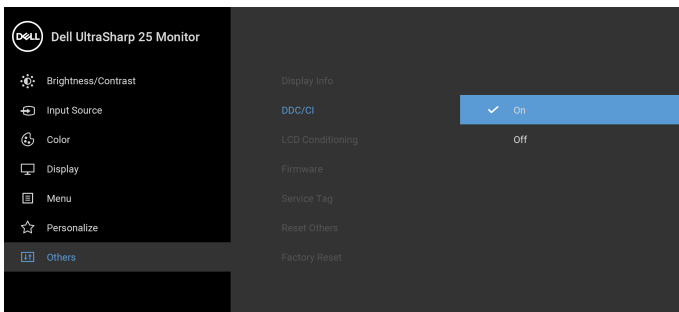 DELL
Dell UltraSharp 25 Monitor
Brightness/Contrast
Input Source
Color
Display
Menu
Personalize
Others
Display Info
DDC/CI
LCD Conditioning
Firmware
Service Tag
Reset Others
Factory Reset
On
Off